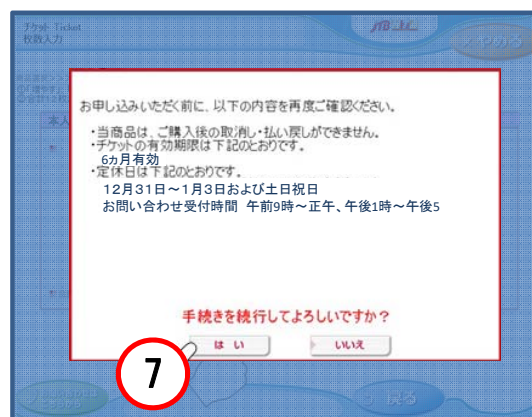 チケット Ticket
枚数入力
お申し込みいただく前に、以下の内容を再度ご確認ください。
・当商品は、ご購入後の取消し・払い戻しができません。
・チケットの有効期限は下記のとおりです。
6ヵ月有効
・定休日は下記のとおりです。
12月31日～1月3日および土日祝日
お問い合わせ受付時間 午前9時～正午、午後1時～午後5
手続きを続行してよろしいですか？
はい
いいえ
7
戻る